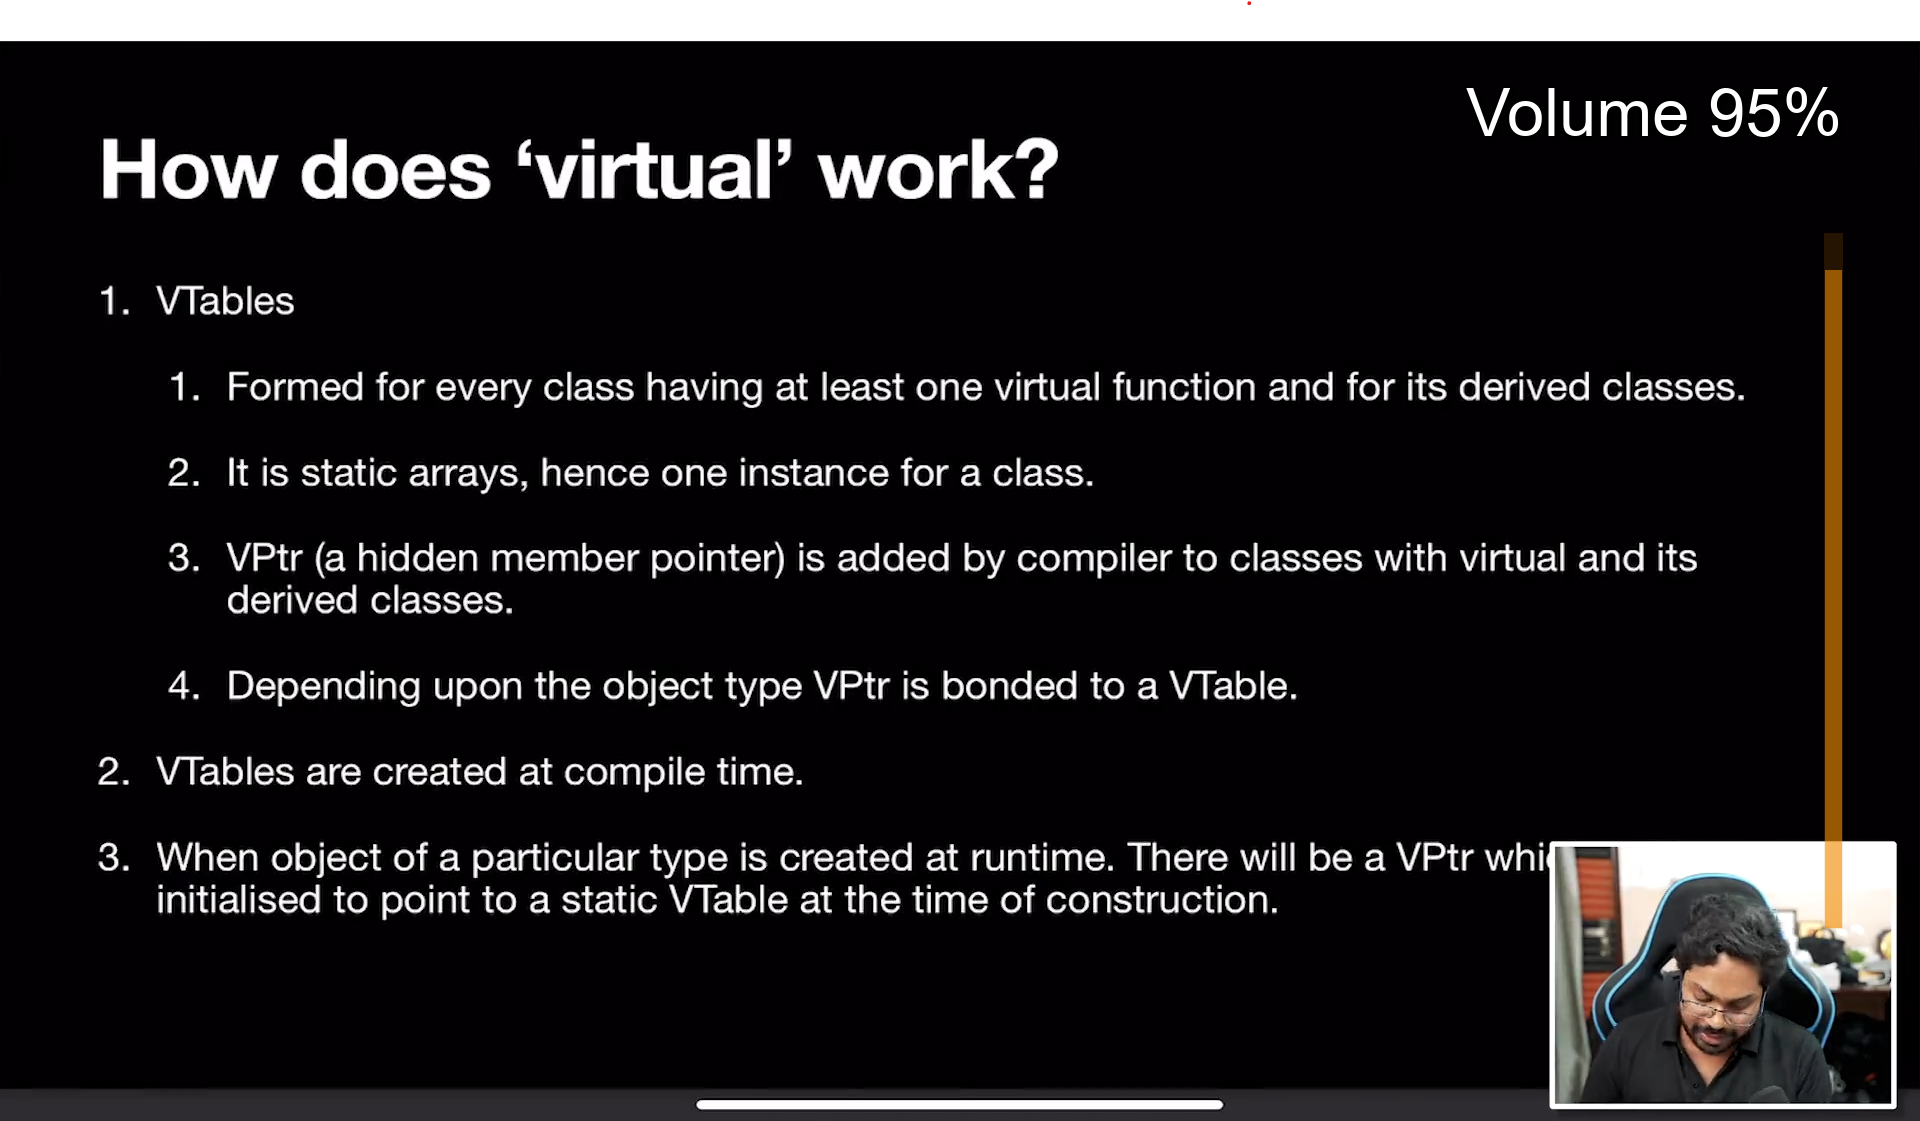 Volume 95%
How does ‘virtual’ work?
1. VTables
1. Formed for every class having at least one virtual function and for its derived classes.
2. It is static arrays, hence one instance for a class.
3. VPtr (a hidden member pointer) is added by compiler to classes with virtual and its
derived classes.
4. Depending upon the object type VPtr is bonded to a VTable.
2. VTables are created at compile time.
3. When object of a particular type is created at runtime. There will be a VPtr
initialised to point to a static VTable at the time of construction.